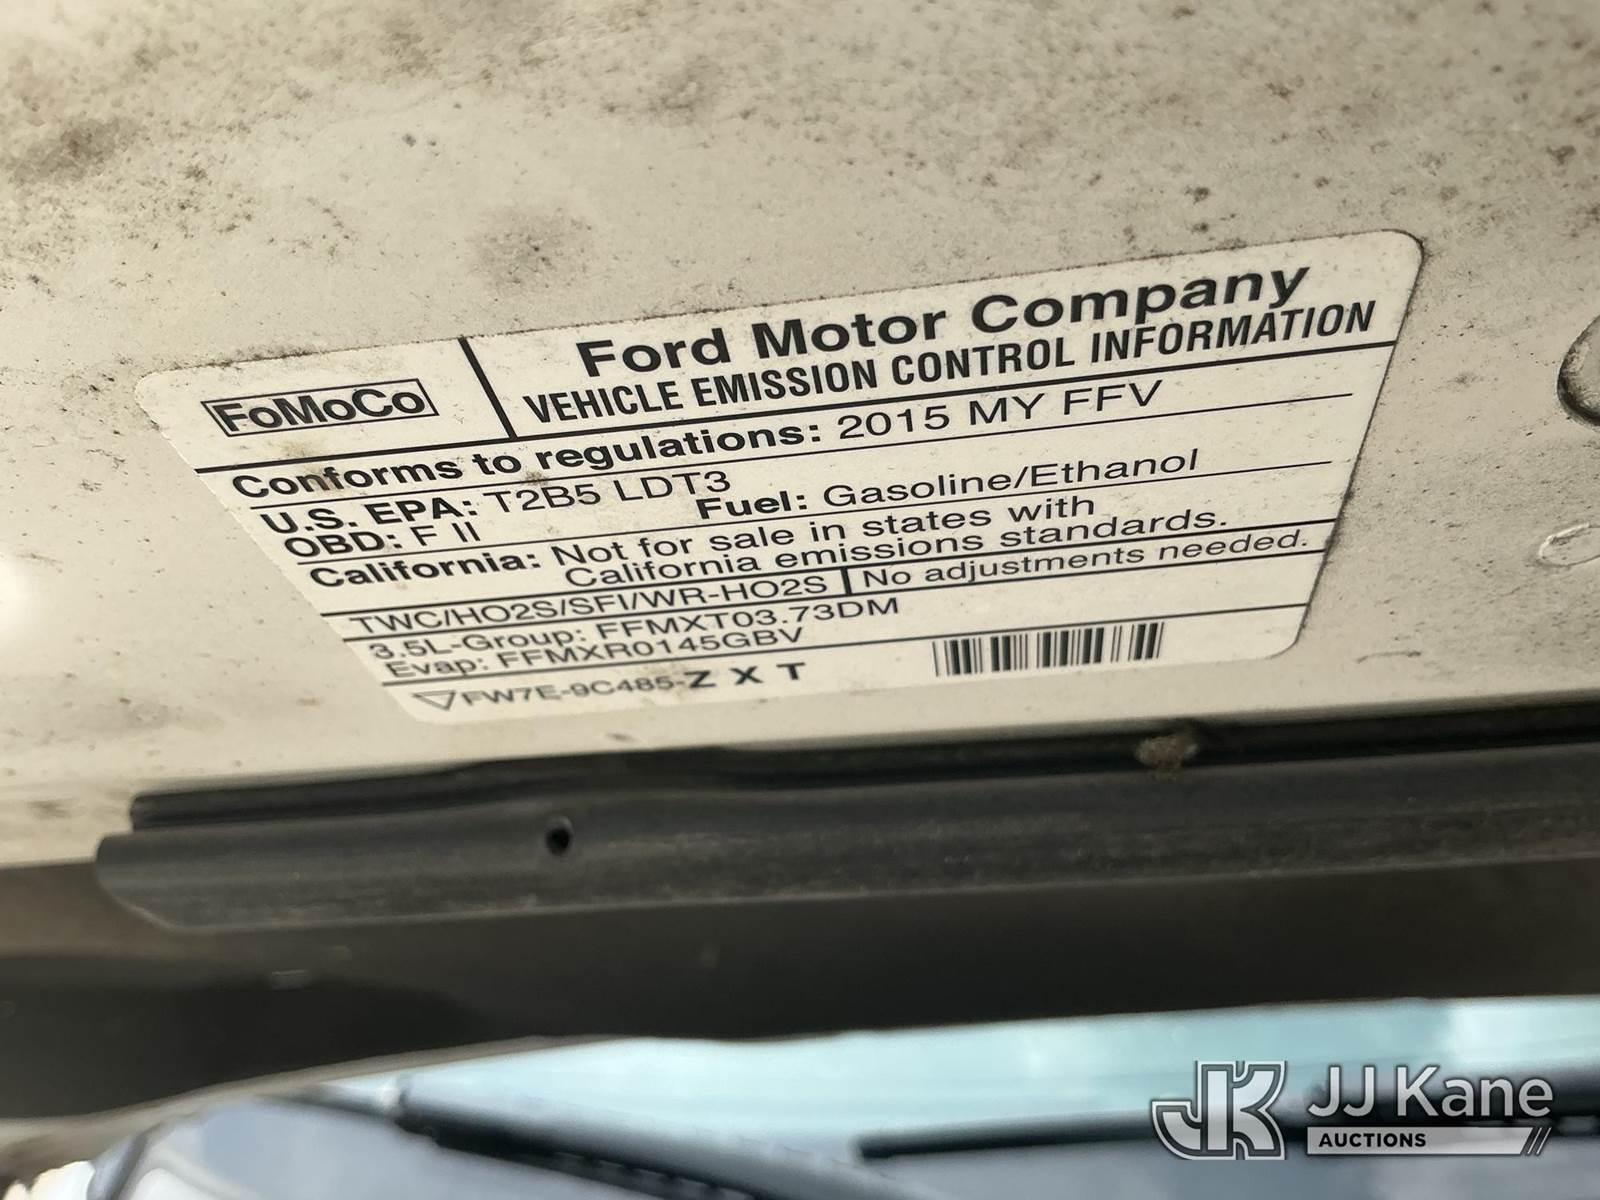 FoMoCo
Ford Motor Company
VEHICLE EMISSION CONTROL INFORMATION
Conforms to regulations: 2015 MY FFV
U.S. EPA: T2B5 LDT3
OBD: F II Fuel: Gasoline/Ethanol
California: Not for sale in states with
California emissions standards.
TWC/HO2S/SFI/WR-HO2S No adjustments needed.
3.5L-Group: FFMXT03.73DM
Evap: FFMXR0145GBV
FW7E-9C485-Z X T
JK JJ Kane
AUCTIONS